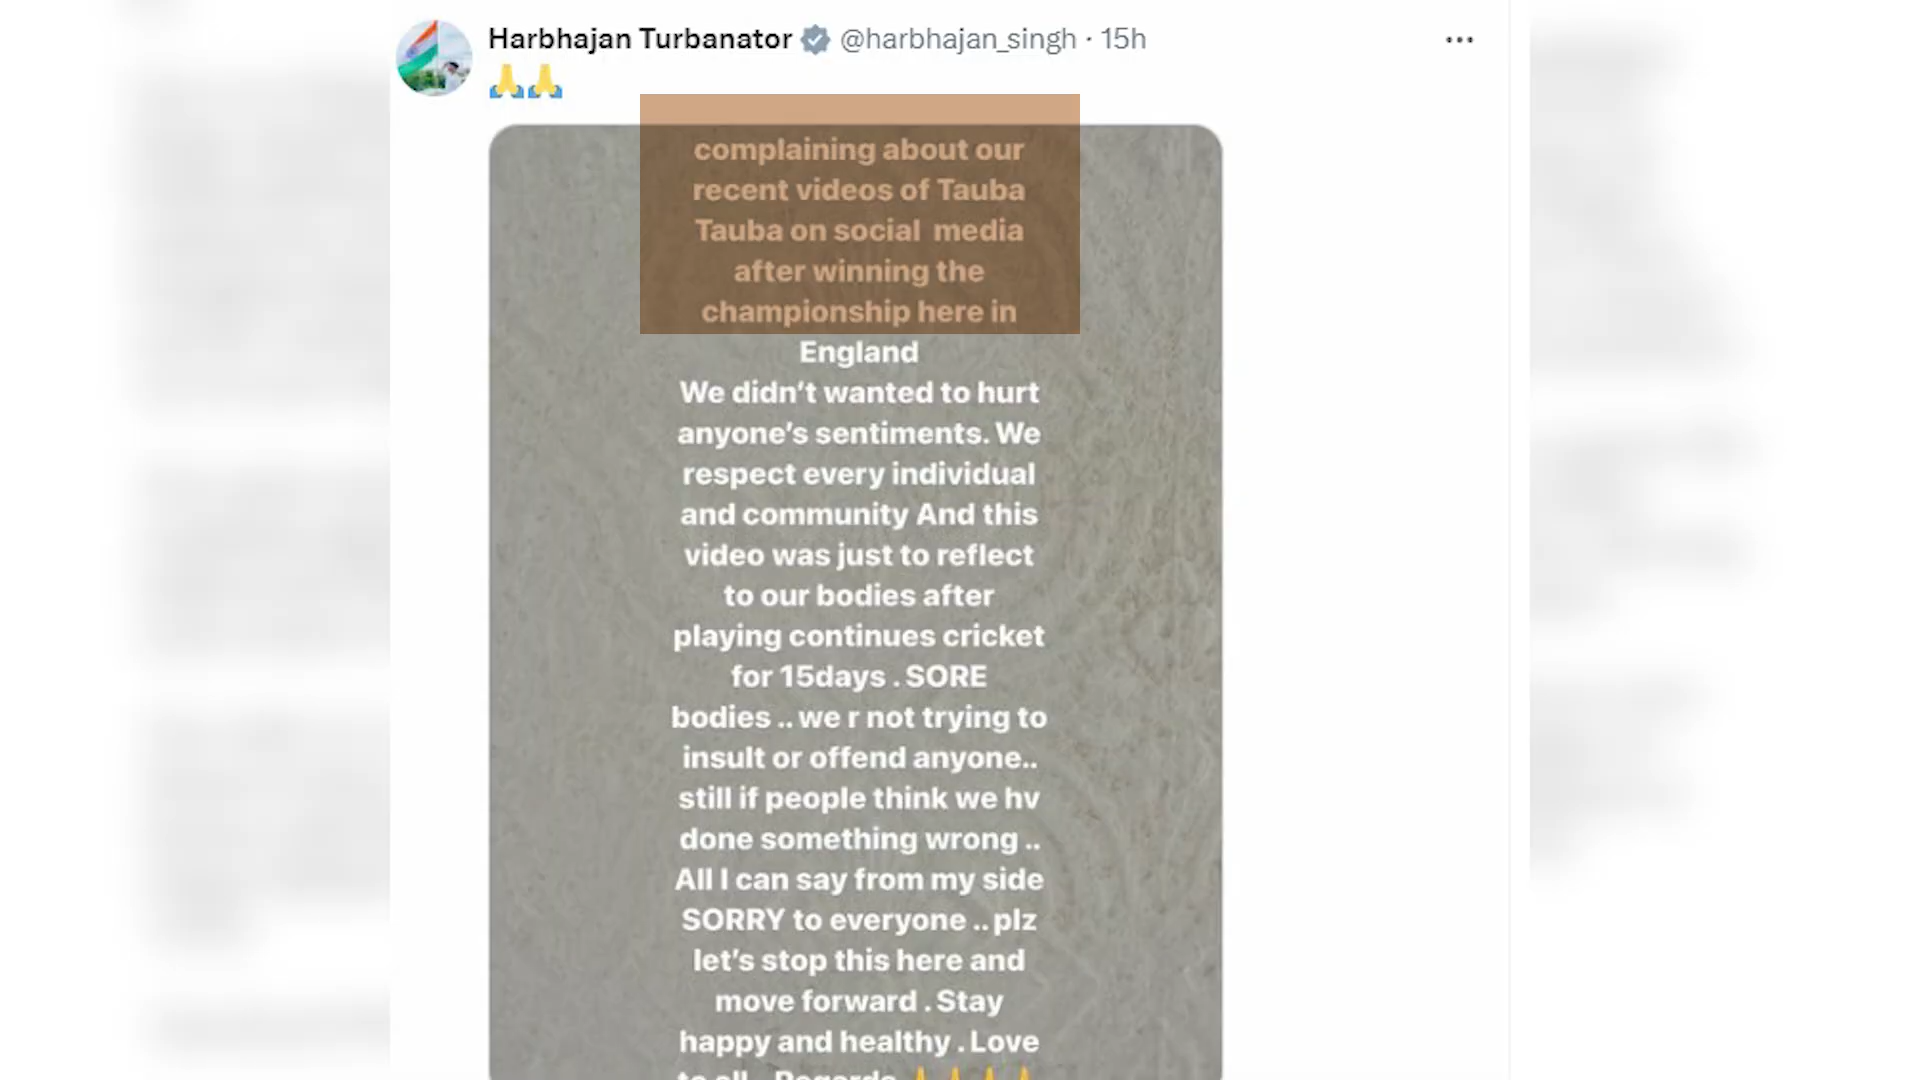 Harbhajan Turbanator @harbhajan_singh · 15h
🙏🙏
complaining about our
recent videos of Tauba
Tauba on social media
after winning the
championship here in
England
We didn’t wanted to hurt
anyone’s sentiments. We
respect every individual
and community And this
video was just to reflect
to our bodies after
playing continues cricket
for 15days . SORE
bodies .. we r not trying to
insult or offend anyone..
still if people think we hv
done something wrong ..
All I can say from my side
SORRY to everyone .. plz
let’s stop this here and
move forward . Stay
happy and healthy . Love